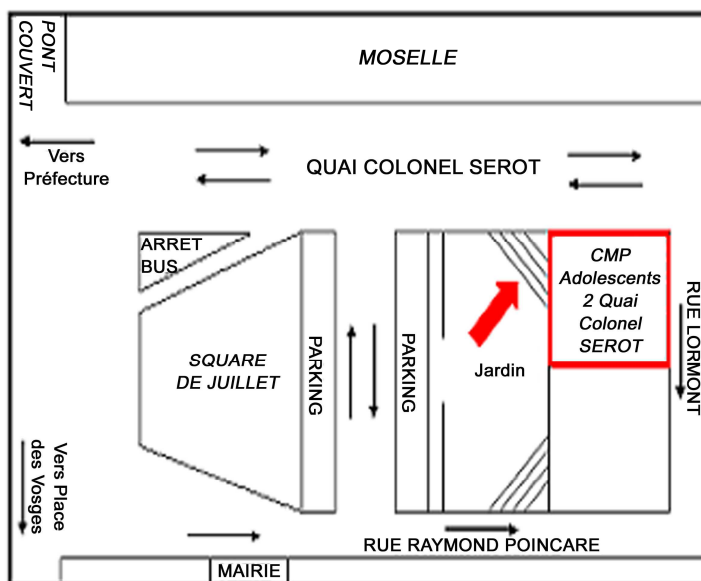 PONT
COUVERT
MOSELLE
Vers
Préfecture
QUAI COLONEL SEROT
ARRET
BUS
SQUARE
DE JUILLET
PARKING
PARKING
Jardin
CMP
Adolescents
2 Quai
Colonel
SEROT
RUE LORMONT
Vers Place
des Vosges
RUE RAYMOND POINCARE
MAIRIE